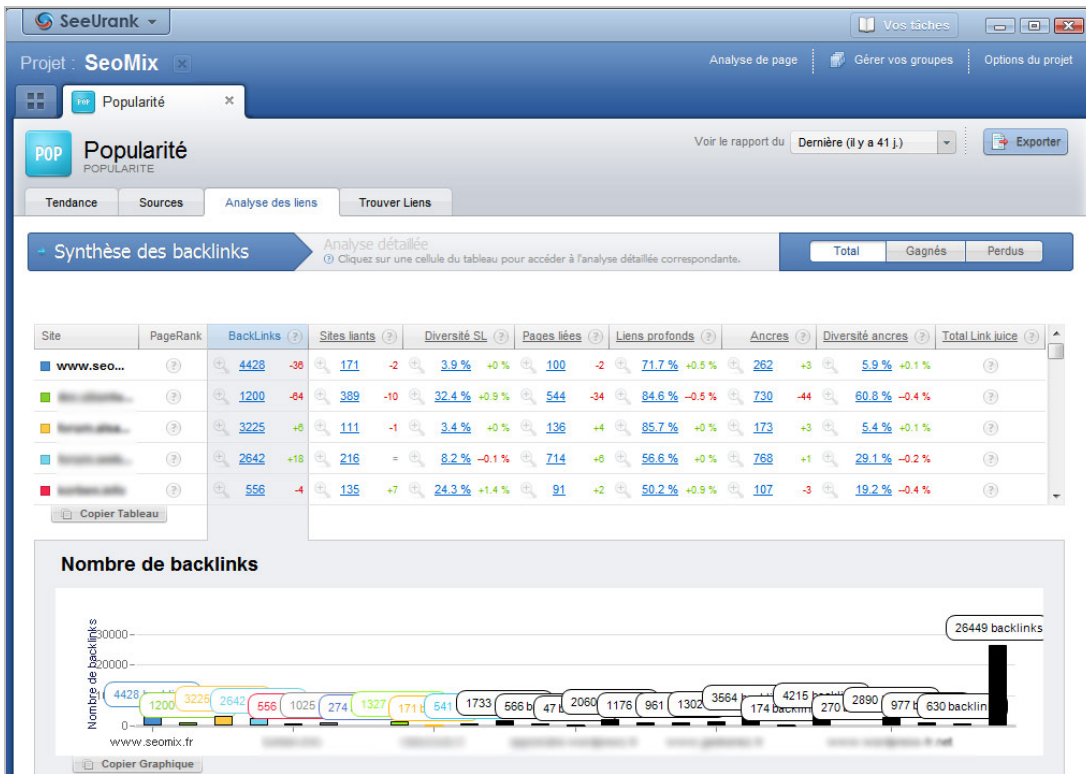 SeeUrank
Vos tâches
Projet : SeoMix
Analyse de page
Gérer vos groupes
Options du projet
POP
Popularité
POP
Popularité
POPULARITE
Voir le rapport du
Dernière (il y a 41 j.)
Exporter
Tendance
Sources
Analyse des liens
Trouver Liens
Synthèse des backlinks
Analyse détaillée
Cliquez sur une cellule du tableau pour accéder à l'analyse détaillée correspondante.
Total
Gagnés
Perdus
Site PageRank BackLinks (?) Sites liants (?) Diversité SL (?) Pages liées (?) Liens profonds (?) Ancres (?) Diversité ancres (?) Total Link juice (?)
www.seo... (?) 4428 -36 171 -2 3.9 % +0 % 100 -2 71.7 % +0.5 % 262 +3 5.9 % +0.1 % (?)
(?) 1200 -64 389 -10 32.4 % +0.9 % 544 -34 84.6 % --0.5 % 730 -44 60.8 % --0.4 % (?)
(?) 3225 +6 111 -1 3.4 % +0 % 136 +4 85.7 % +0 % 173 +3 5.4 % +0.1 % (?)
(?) 2642 +18 216 = 8.2 % --0.1 % 714 +6 56.6 % +0 % 768 +1 29.1 % --0.2 % (?)
(?) 556 -4 135 +7 24.3 % +1.4 % 91 +2 50.2 % +0.9 % 107 -3 19.2 % --0.4 % (?)
Copier Tableau
Nombre de backlinks
Nombre de backlinks
30000
20000
0
4428
1200
3225
2642
556
1025
274
1327
171 b
541
1733
566 b
47
2060
1176
961
1302
3564
174 backlin
4215
270
2890
977 b
630 backlin
26449 backlinks
www.seomix.fr
Copier Graphique